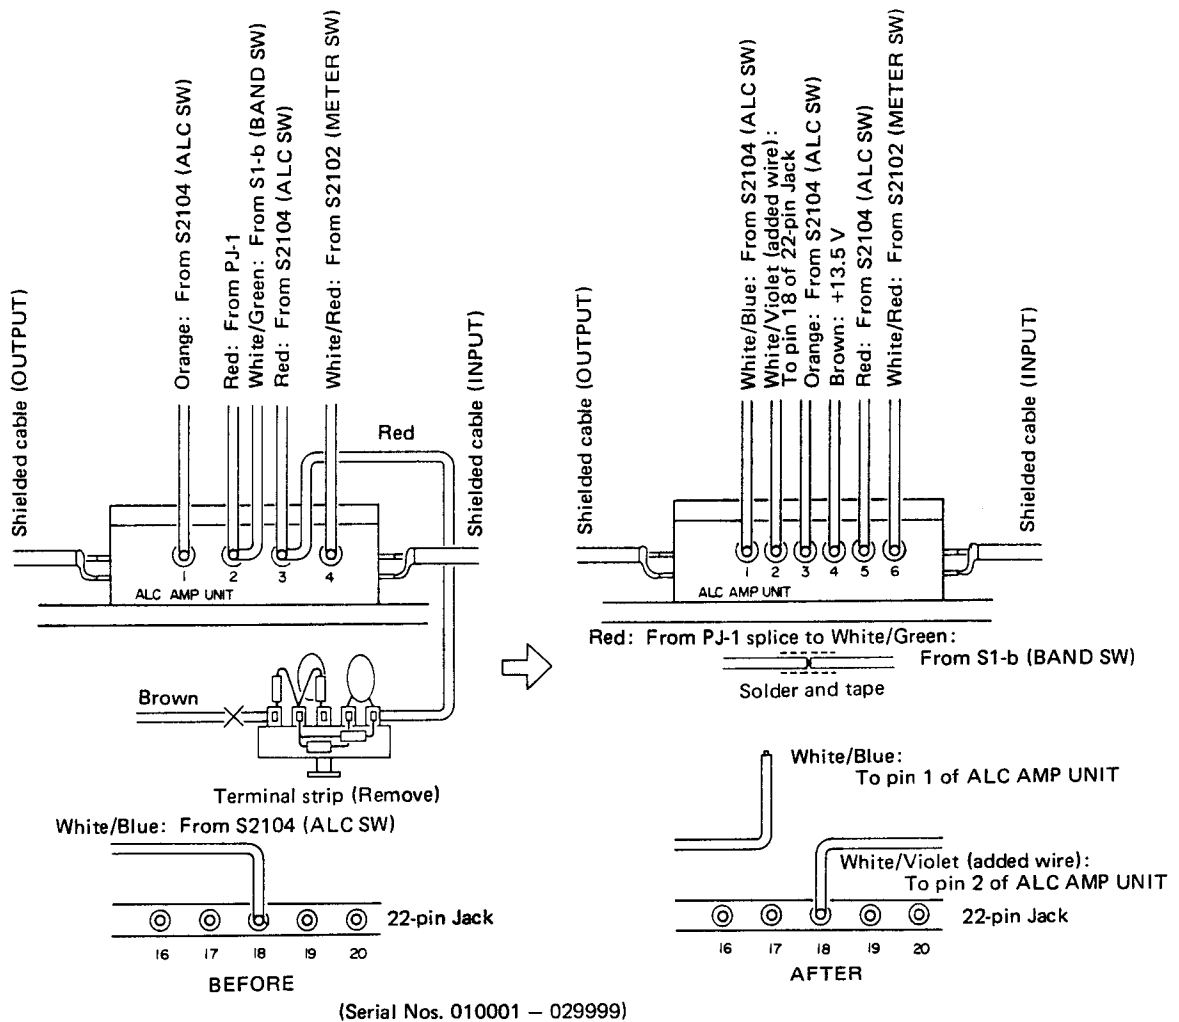 Shielded cable (OUTPUT)
Orange: From S2104 (ALC SW)
Red: From PJ-1
White/Green: From S1-b (BAND SW)
Red: From S2104 (ALC SW)
White/Red: From S2102 (METER SW)
Shielded cable (INPUT)
Red
1 2 3 4
ALC AMP UNIT
Brown
Terminal strip (Remove)
White/Blue: From S2104 (ALC SW)
22-pin Jack
16 17 18 19 20
BEFORE
Shielded cable (OUTPUT)
White/Blue: From S2104 (ALC SW)
White/Violet (added wire):
To pin 18 of 22-pin Jack
Orange: From S2104 (ALC SW)
Brown: +13.5 V
Red: From S2104 (ALC SW)
White/Red: From S2102 (METER SW)
Shielded cable (INPUT)
1 2 3 4 5 6
ALC AMP UNIT
Red: From PJ-1 splice to White/Green:
From S1-b (BAND SW)
Solder and tape
White/Blue:
To pin 1 of ALC AMP UNIT
White/Violet (added wire):
To pin 2 of ALC AMP UNIT
22-pin Jack
16 17 18 19 20
AFTER
(Serial Nos. 010001 – 029999)